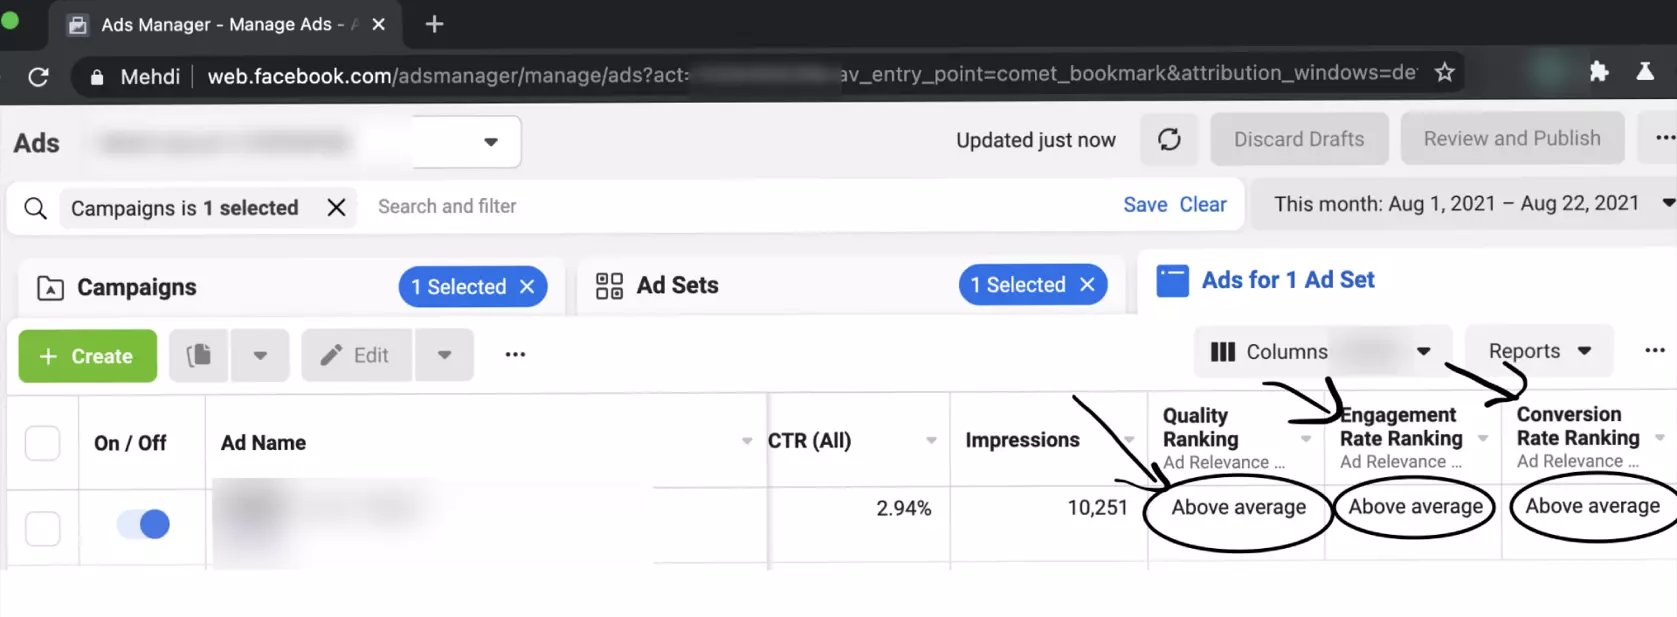 Ads Manager - Manage Ads -
Mehdi
web.facebook.com/adsmanager/manage/ads?act= av_entry_point=comet_bookmark&attribution_windows=de
Ads
Updated just now
Discard Drafts
Review and Publish
Campaigns is 1 selected
Search and filter
Save Clear
This month: Aug 1, 2021 – Aug 22, 2021
Campaigns
1 Selected
Ad Sets
1 Selected
Ads for 1 Ad Set
+ Create
Edit
Columns
Reports
On / Off
Ad Name
CTR (All)
Impressions
Quality
Ranking
Ad Relevance ...
Engagement
Rate Ranking
Ad Relevance ...
Conversion
Rate Ranking
Ad Relevance ...
2.94%
10,251
Above average
Above average
Above average